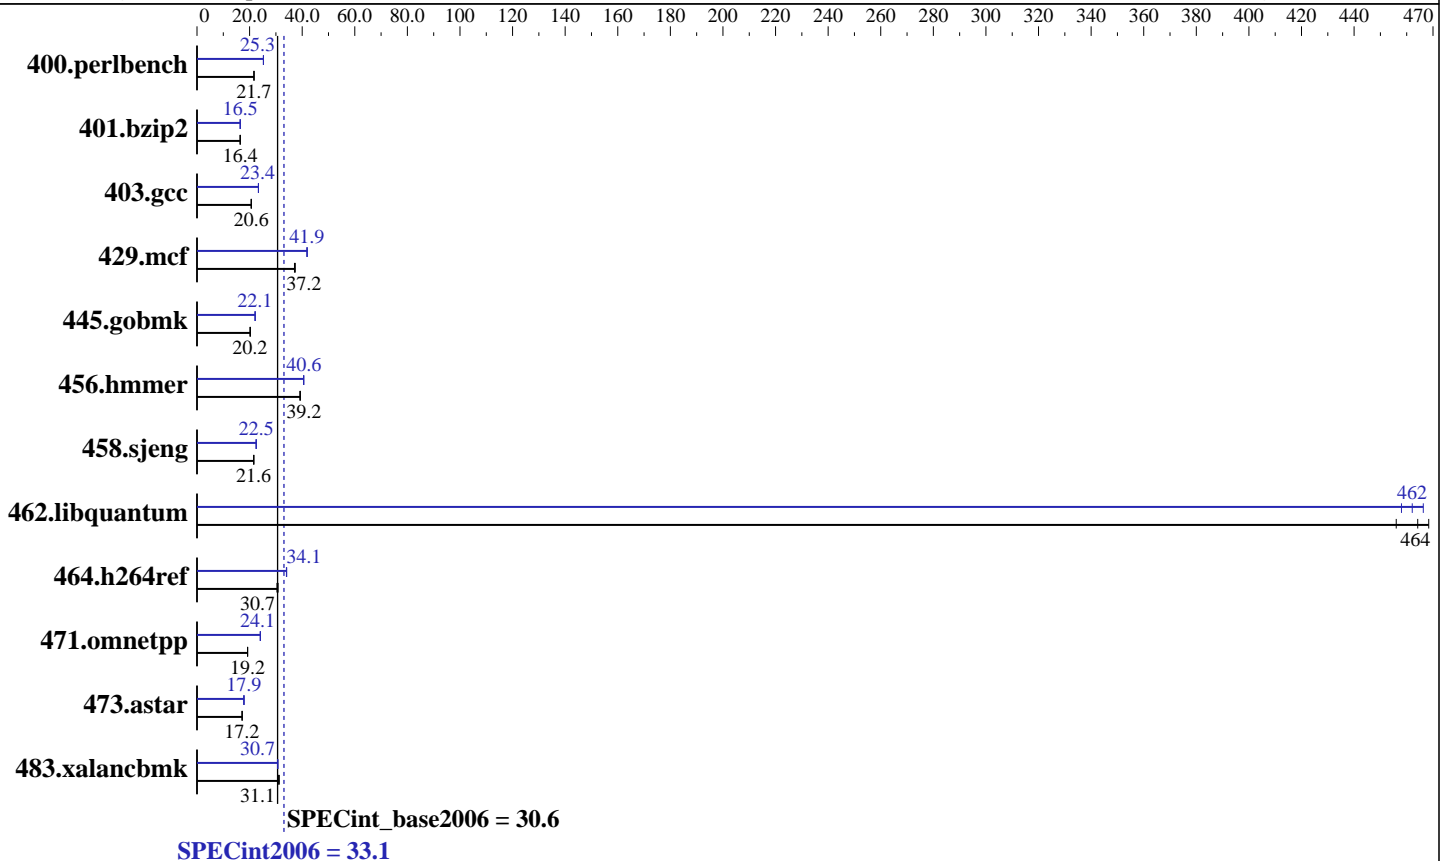 0 20.0 40.0 60.0 80.0 100 120 140 160 180 200 220 240 260 280 300 320 340 360 380 400 420 440 470
25.3
400.perlbench
21.7
16.5
401.bzip2
16.4
23.4
403.gcc
20.6
41.9
429.mcf
37.2
22.1
445.gobmk
20.2
40.6
456.hmmer
39.2
22.5
458.sjeng
21.6
462
462.libquantum
464
34.1
464.h264ref
30.7
24.1
471.omnetpp
19.2
17.9
473.astar
17.2
30.7
483.xalancbmk
31.1
SPECint_base2006 = 30.6
SPECint2006 = 33.1